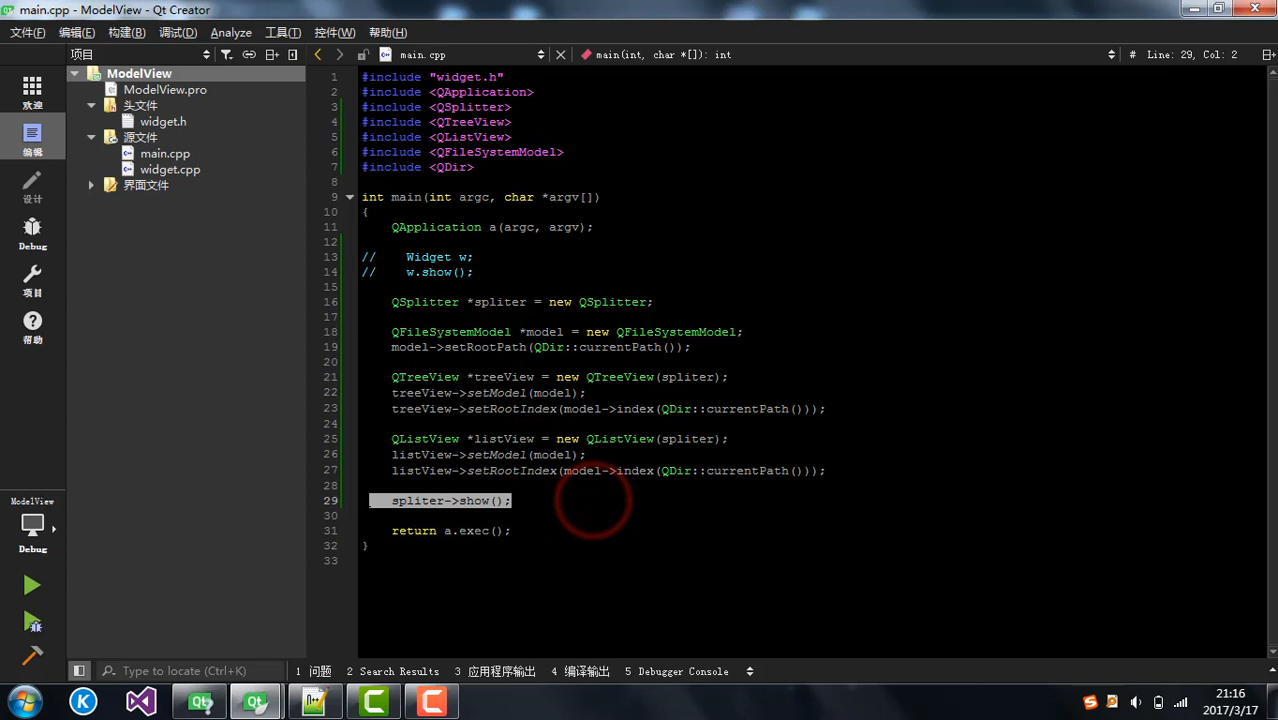 main.cpp - ModelView - Qt Creator
文件(F) 编辑(E) 构建(B) 调试(D) Analyze 工具(T) 控件(W) 帮助(H)
项目
main.cpp
main(int, char *[]): int
# Line: 29, Col: 2
欢迎
编辑
设计
Debug
项目
帮助
ModelView
Debug
ModelView
ModelView.pro
头文件
widget.h
源文件
main.cpp
widget.cpp
界面文件
1 #include "widget.h"
2 #include <QApplication>
3 #include <QSplitter>
4 #include <QTreeView>
5 #include <QListView>
6 #include <QFileSystemModel>
7 #include <QDir>
8
9 int main(int argc, char *argv[])
10 {
11 QApplication a(argc, argv);
12
13 // Widget w;
14 // w.show();
15
16 QSplitter *spliter = new QSplitter;
17
18 QFileSystemModel *model = new QFileSystemModel;
19 model->setRootPath(QDir::currentPath());
20
21 QTreeView *treeView = new QTreeView(spliter);
22 treeView->setModel(model);
23 treeView->setRootIndex(model->index(QDir::currentPath()));
24
25 QListView *listView = new QListView(spliter);
26 listView->setModel(model);
27 listView->setRootIndex(model->index(QDir::currentPath()));
28
29 spliter->show();
30
31 return a.exec();
32 }
33
Type to locate (Ctrl+K)
1 问题 2 Search Results 3 应用程序输出 4 编译输出 5 Debugger Console
21:16
2017/3/17